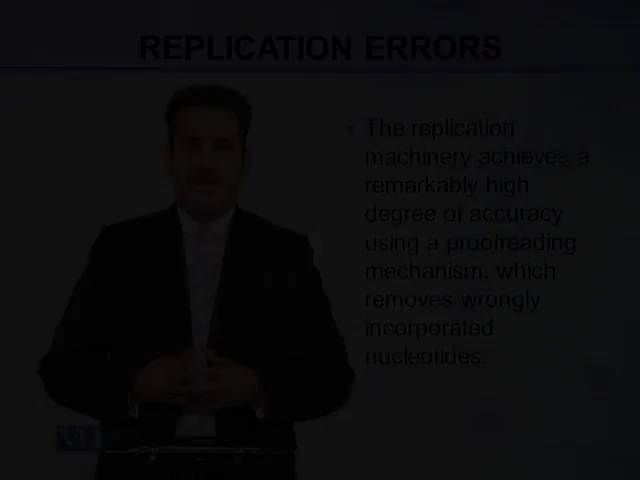 REPLICATION ERRORS
• The replication
machinery achieves a
remarkably high
degree of accuracy
using a proofreading
mechanism, which
removes wrongly
incorporated
nucleotides.